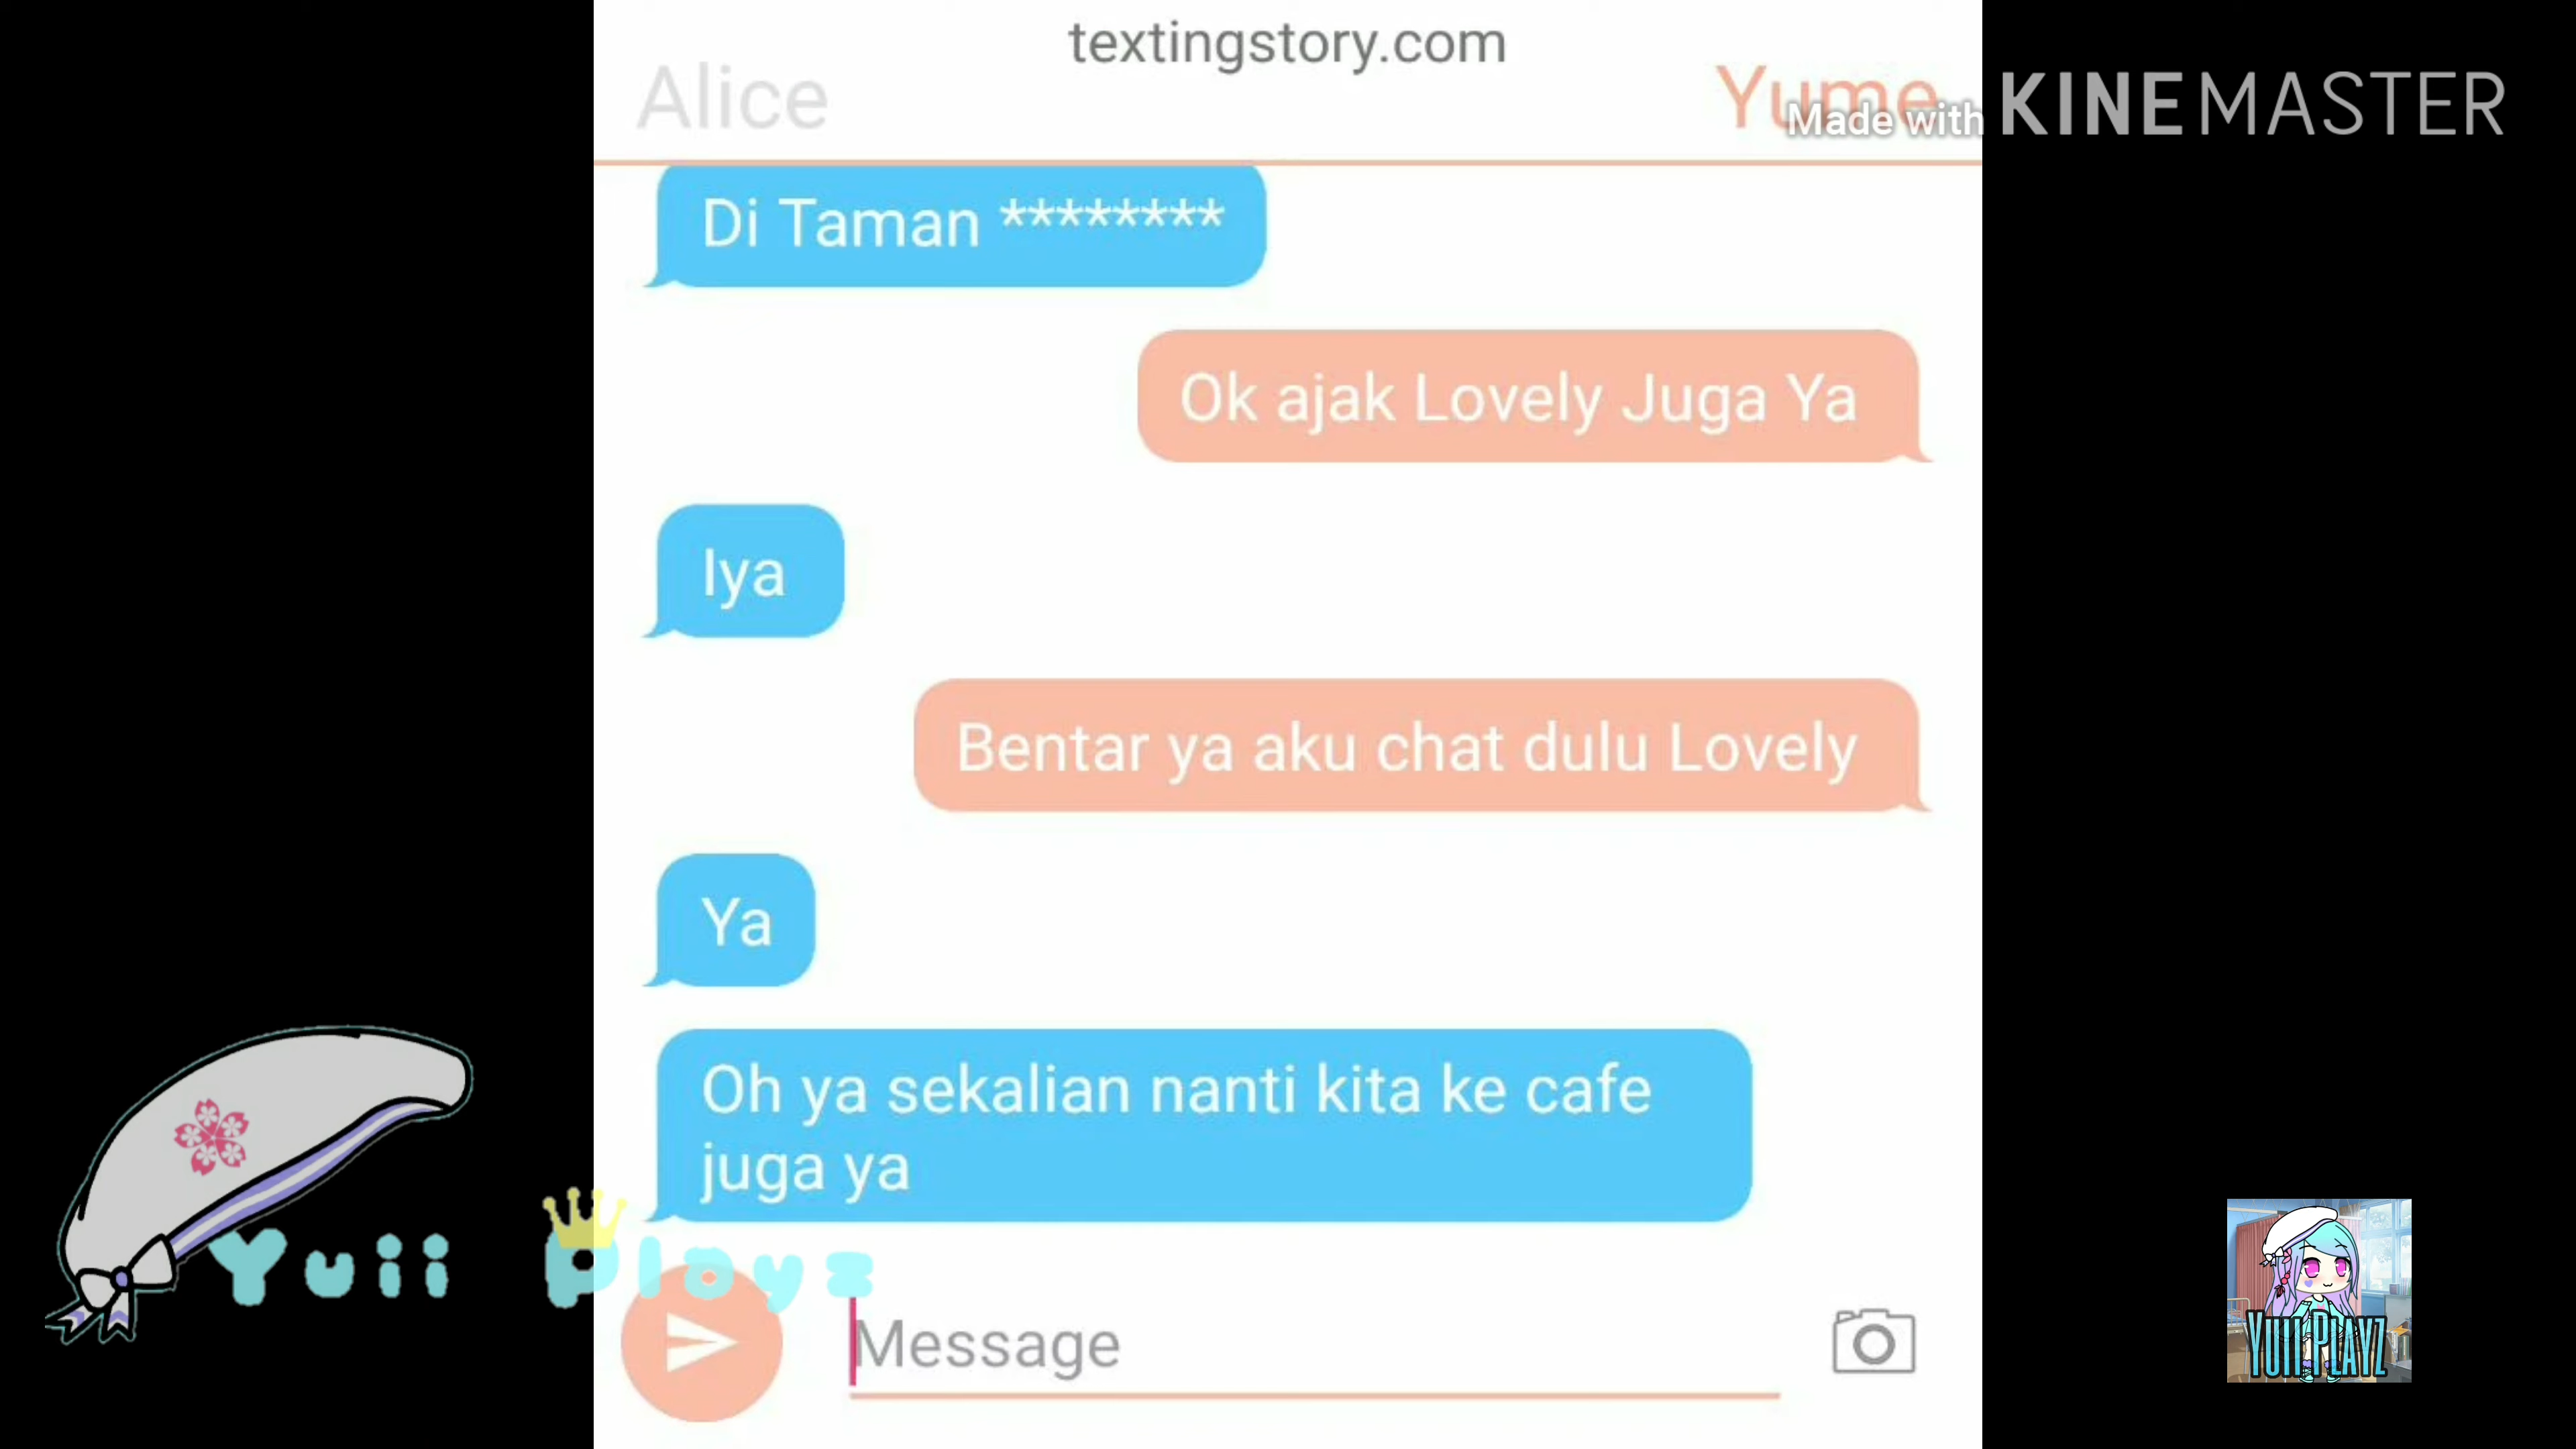 textingstory.com
Alice
Yume
Made with KINEMASTER
Di Taman ********
Ok ajak Lovely Juga Ya
Iya
Bentar ya aku chat dulu Lovely
Ya
Oh ya sekalian nanti kita ke cafe
juga ya
Yuii Playz
Message
YUII PLAYZ